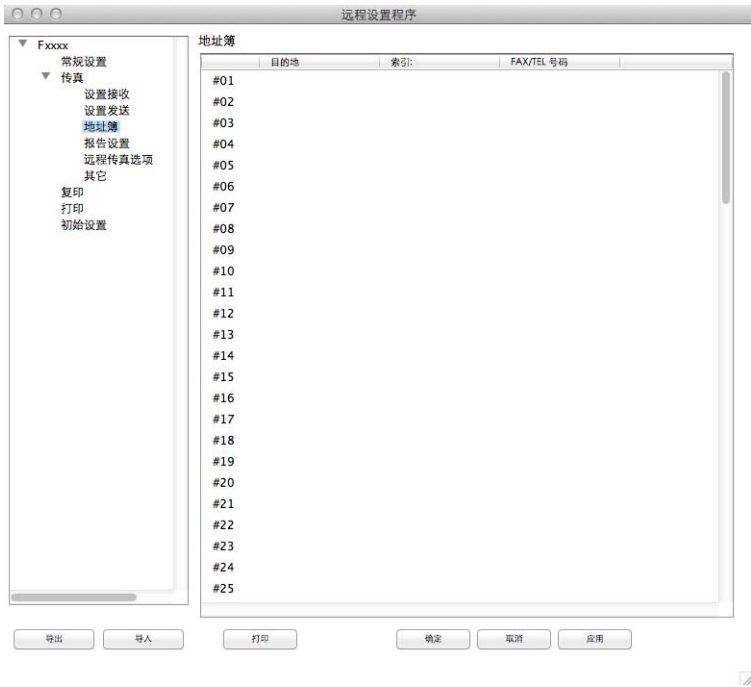 远程设置程序
Fxxxx
常规设置
传真
设置接收
设置发送
地址簿
报告设置
远程传真选项
其它
复印
打印
初始设置
地址簿
目的地 索引: FAX/TEL 号码
#01
#02
#03
#04
#05
#06
#07
#08
#09
#10
#11
#12
#13
#14
#15
#16
#17
#18
#19
#20
#21
#22
#23
#24
#25
导出 导入 打印 确定 取消 应用